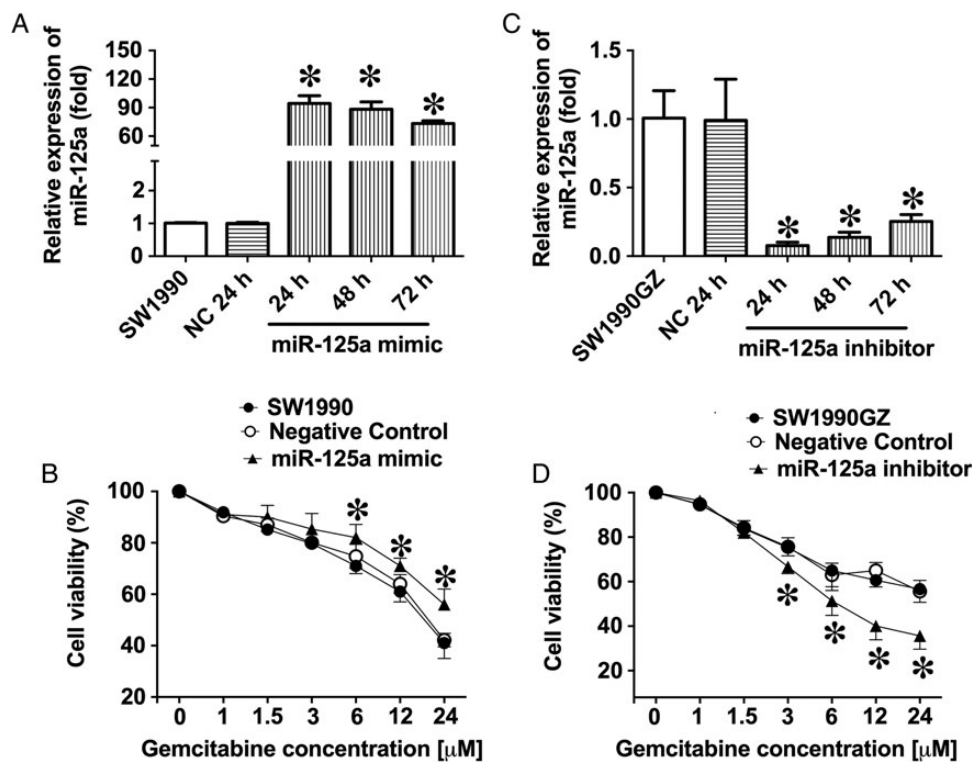 A
Relative expression of
miR-125a (fold)
150
120
90
60
2
1
0
*
*
*
SW1990
NC 24 h
24 h
48 h
72 h
miR-125a mimic
C
Relative expression of
miR-125a (fold)
1.5
1.0
0.5
0.0
*
*
*
SW1990GZ
NC 24 h
24 h
48 h
72 h
miR-125a inhibitor
SW1990
Negative Control
miR-125a mimic
B
Cell viability (%)
100
80
60
40
20
*
*
*
0
1
1.5
3
6
12
24
Gemcitabine concentration [μM]
SW1990GZ
Negative Control
miR-125a inhibitor
D
Cell viability (%)
100
80
60
40
20
*
*
*
*
0
1
1.5
3
6
12
24
Gemcitabine concentration [μM]